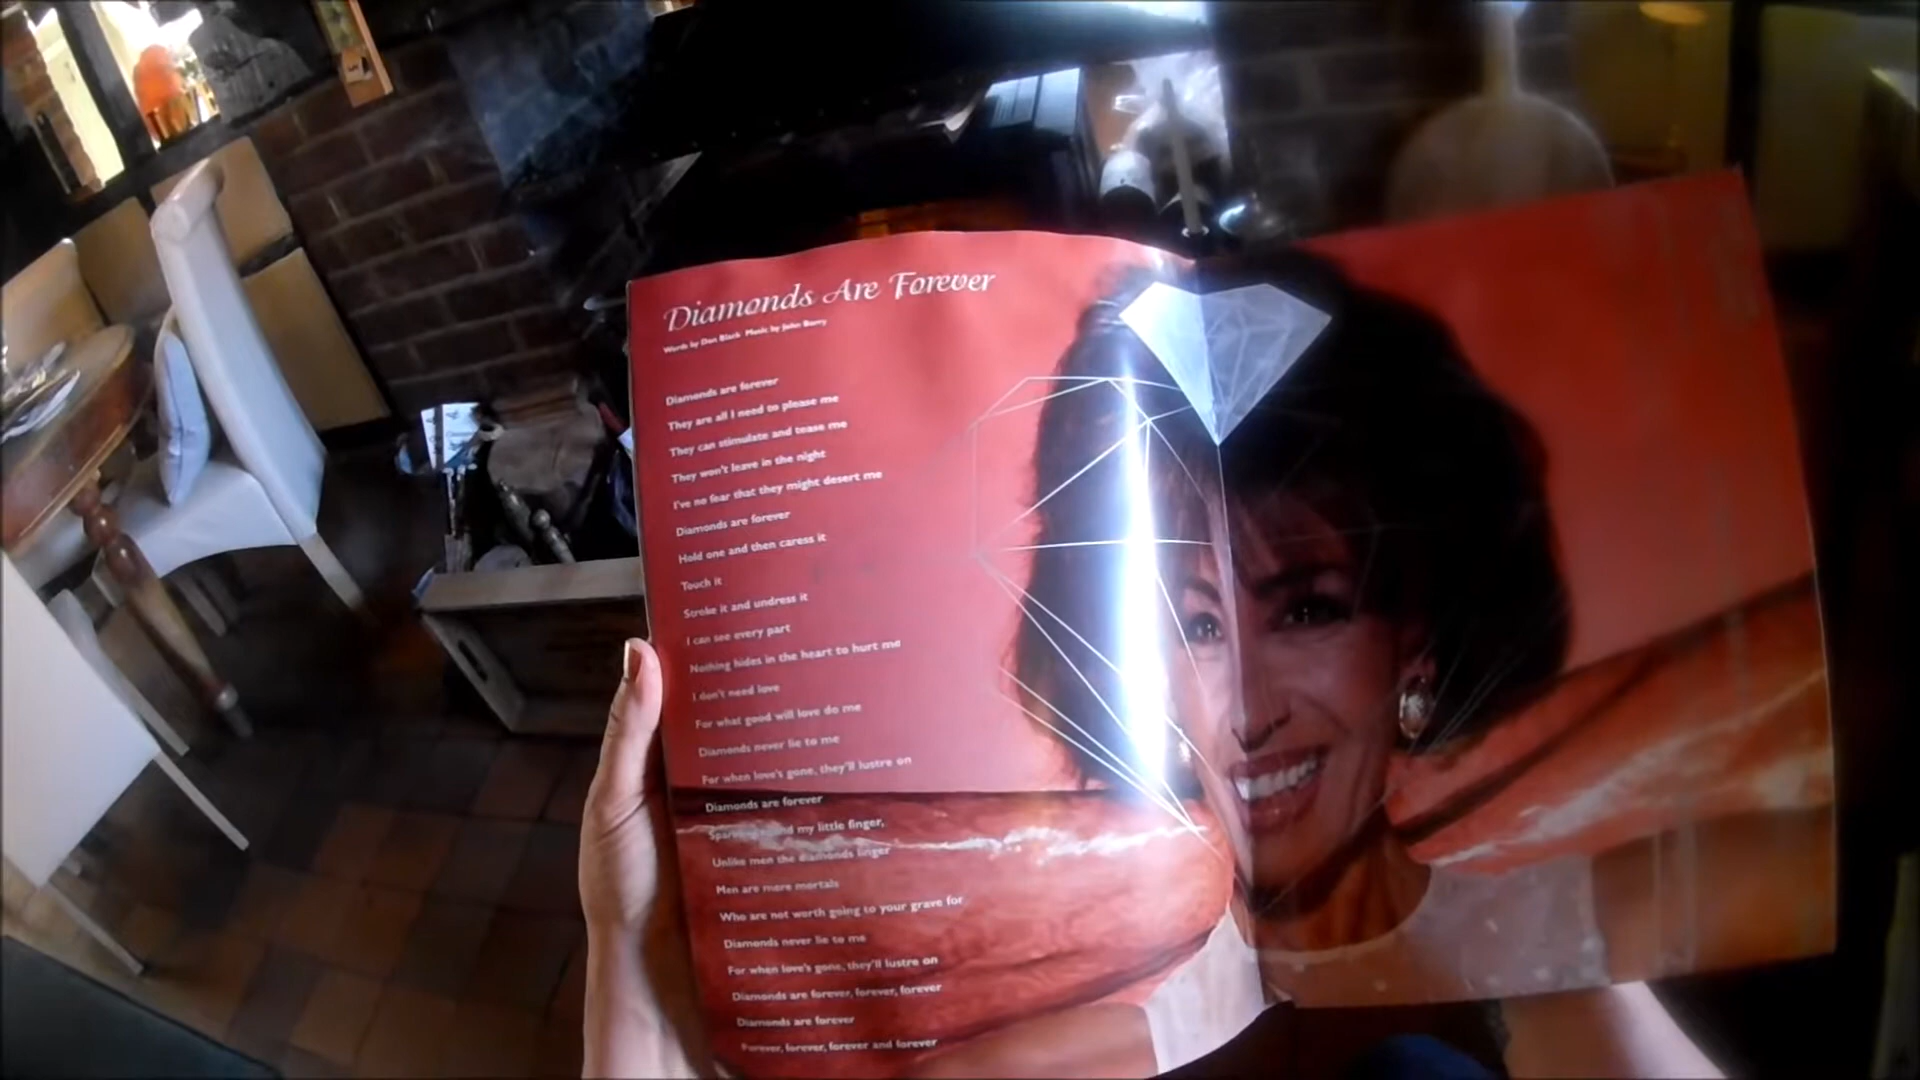 Diamonds Are Forever
Words by Don Black Music by John Barry
Diamonds are forever
They are all I need to please me
They can stimulate and tease me
They won't leave in the night
I've no fear that they might desert me
Diamonds are forever
Hold one and then caress it
Touch it
Stroke it and undress it
I can see every part
Nothing hides in the heart to hurt me
I don't need love
For what good will love do me
Diamonds never lie to me
For when love's gone, they'll lustre on
Diamonds are forever
my little finger,
Unlike men the diamonds linger
Men are mere mortals
Who are not worth going to your grave for
Diamonds never lie to me
For when love's gone, they'll lustre on
Diamonds are forever, forever, forever
Diamonds are forever
Forever, forever, forever and forever